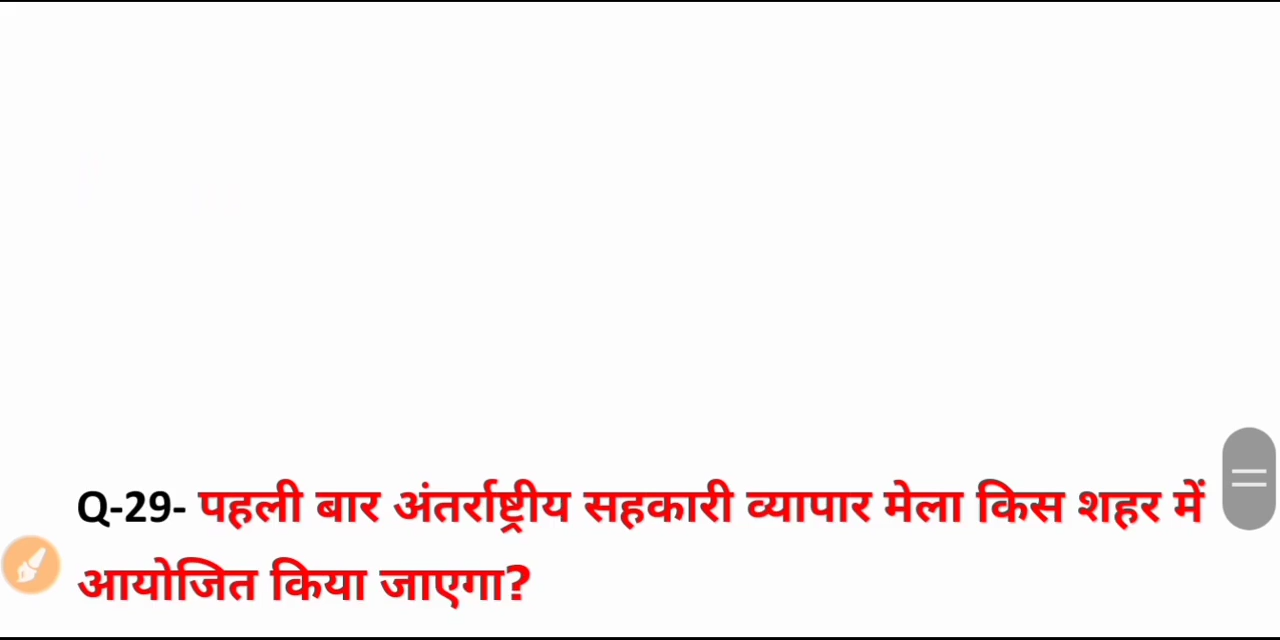 Q-29- पहली बार अंतर्राष्ट्रीय सहकारी व्यापार मेला किस शहर में
आयोजित किया जाएगा?